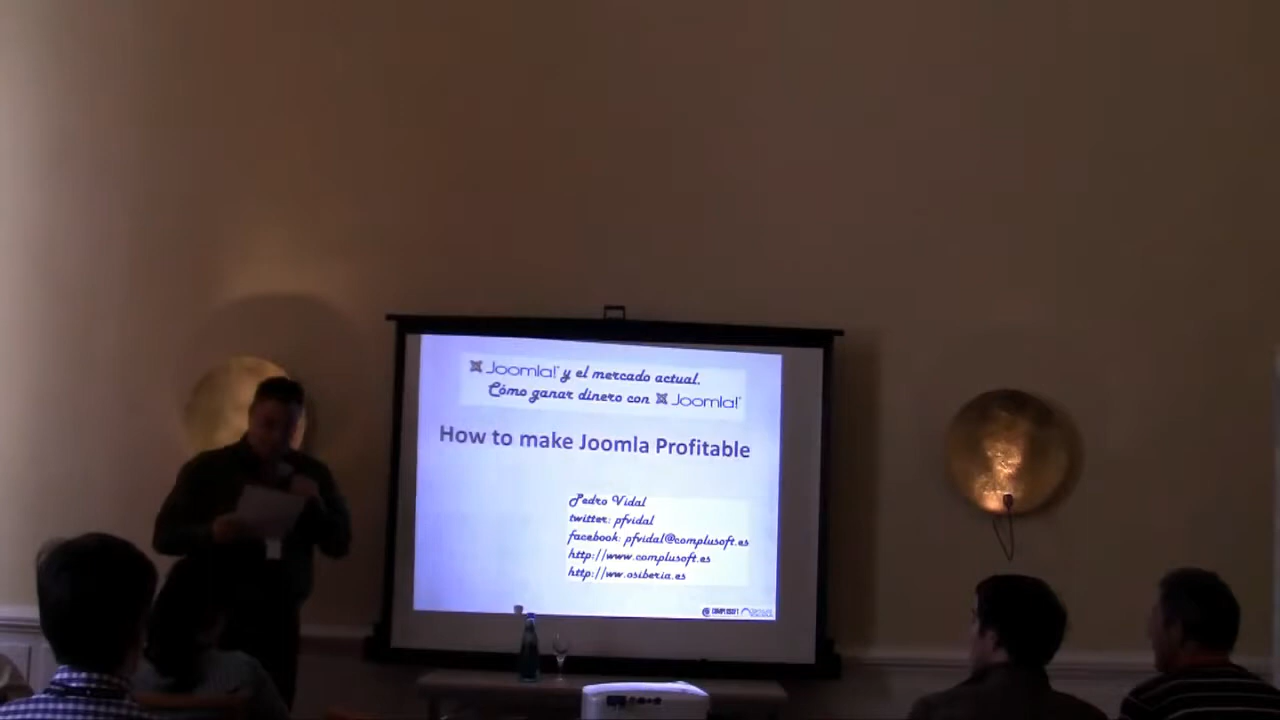 Joomla! y el mercado actual.
Cómo ganar dinero con Joomla!
How to make Joomla Profitable
Pedro Vidal
twitter: pfvidal
facebook: pfvidal@complusoft.es
http://www.complusoft.es
http://ww.osiberia.es
COMPLUSOFT